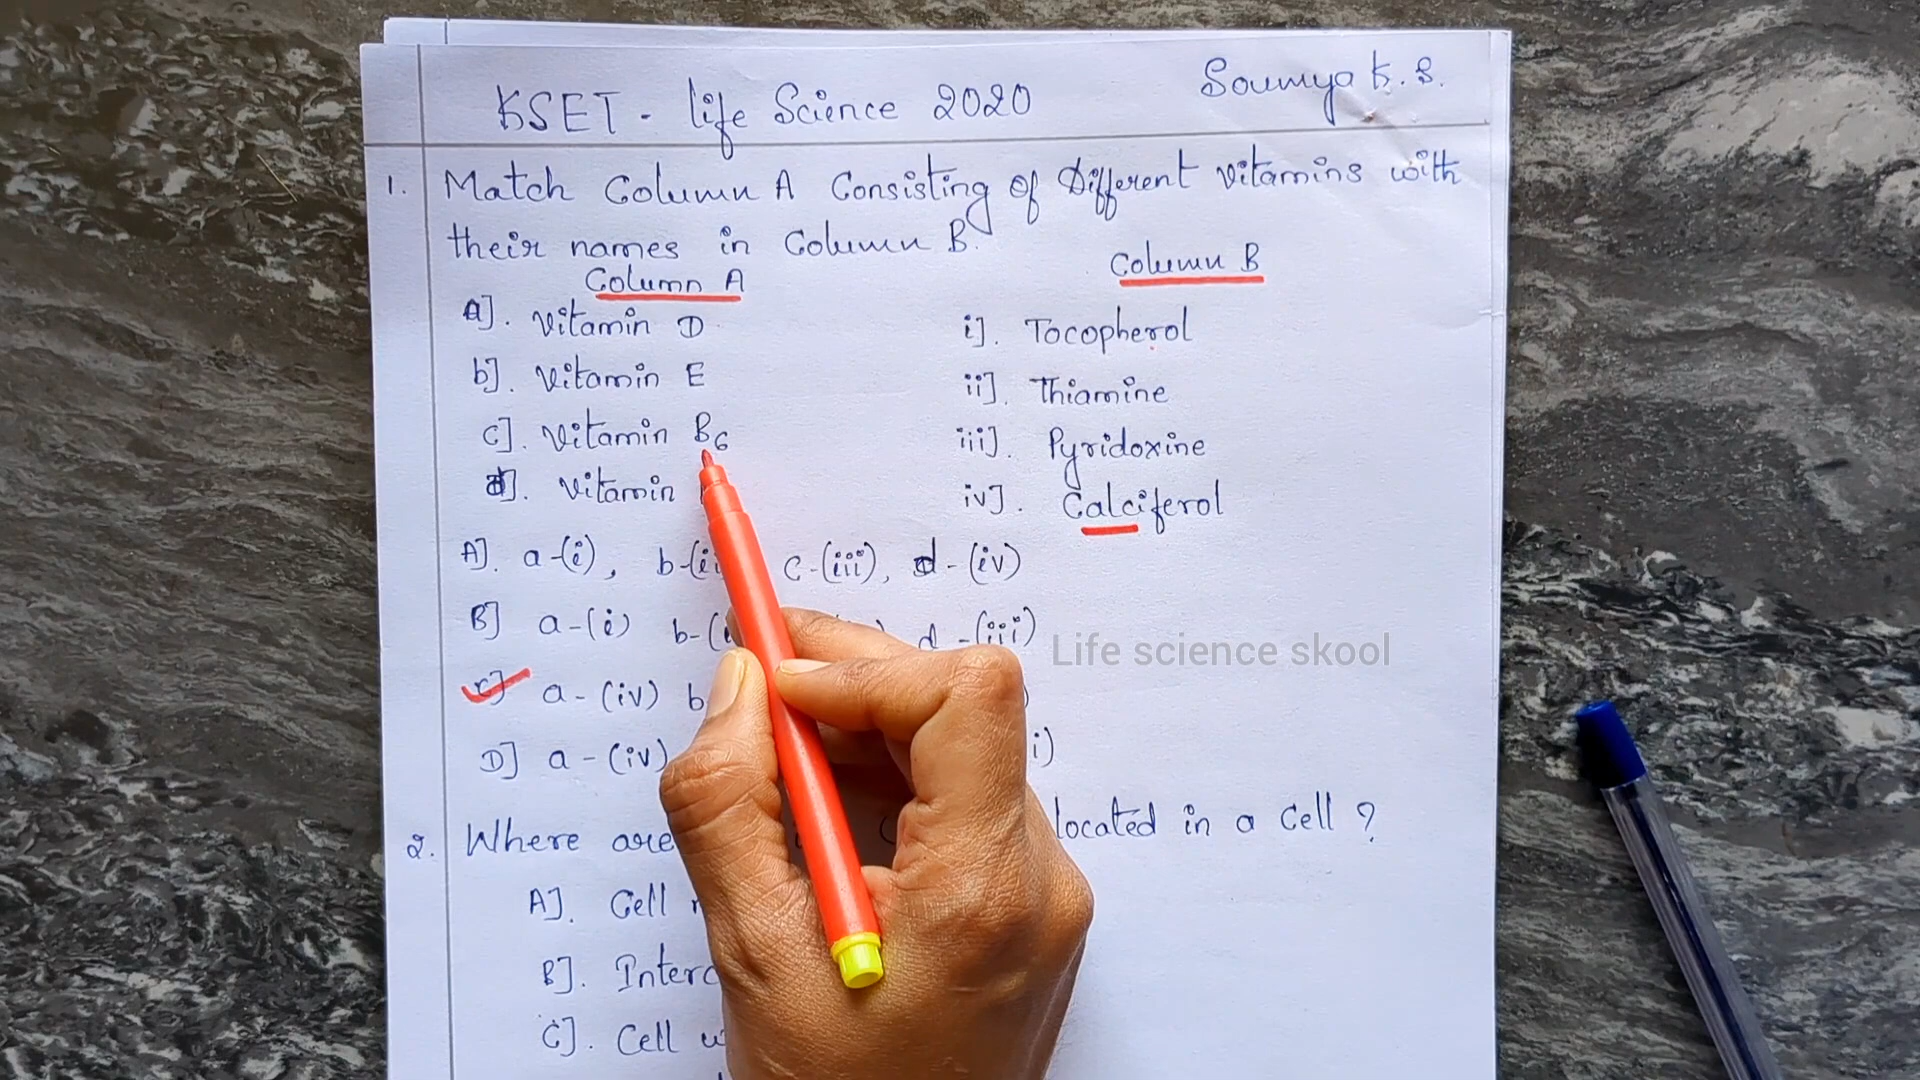 KSET - Life Science 2020 Soumya K. S.
1. Match Column A Consisting of Different Vitamins with
their names in Column B.
Column A Column B
a]. Vitamin D i]. Tocopherol
b]. Vitamin E ii]. Thiamine
c]. Vitamin B6 iii]. Pyridoxine
d]. Vitamin iv]. Calciferol
A]. a-(i), b- c-(iii), d-(iv)
B] a-(i) b- d-(iii)
Life science skool
C] a-(iv) b
D] a-(iv)
2. Where are located in a cell ?
A]. Cell
B].
C]. Cell